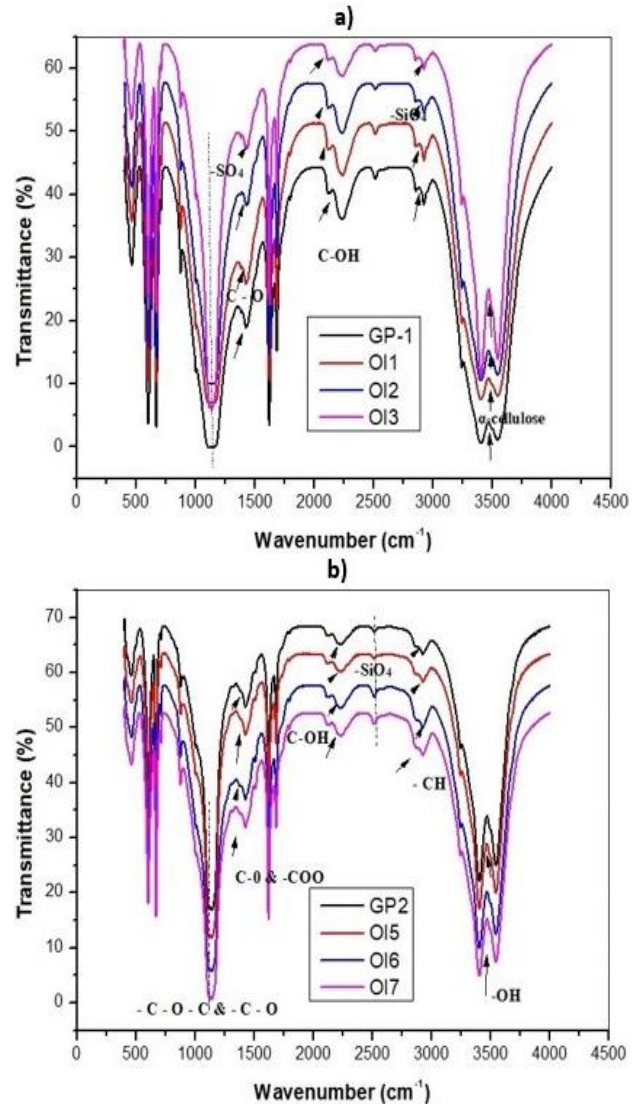 a)
Transmittance (%)
60
50
40
30
20
10
0
-SO4
-SiO4
C-OH
C - O
GP-1
OI1
OI2
OI3
α-cellulose
500 1000 1500 2000 2500 3000 3500 4000 4500
Wavenumber (cm-1)
b)
Transmittance (%)
70
60
50
40
30
20
10
0
-SiO4
C-OH
- CH
C-0 & -COO
GP2
OI5
OI6
OI7
- C - O - C & - C - O
-OH
500 1000 1500 2000 2500 3000 3500 4000 4500
Wavenumber (cm-1)